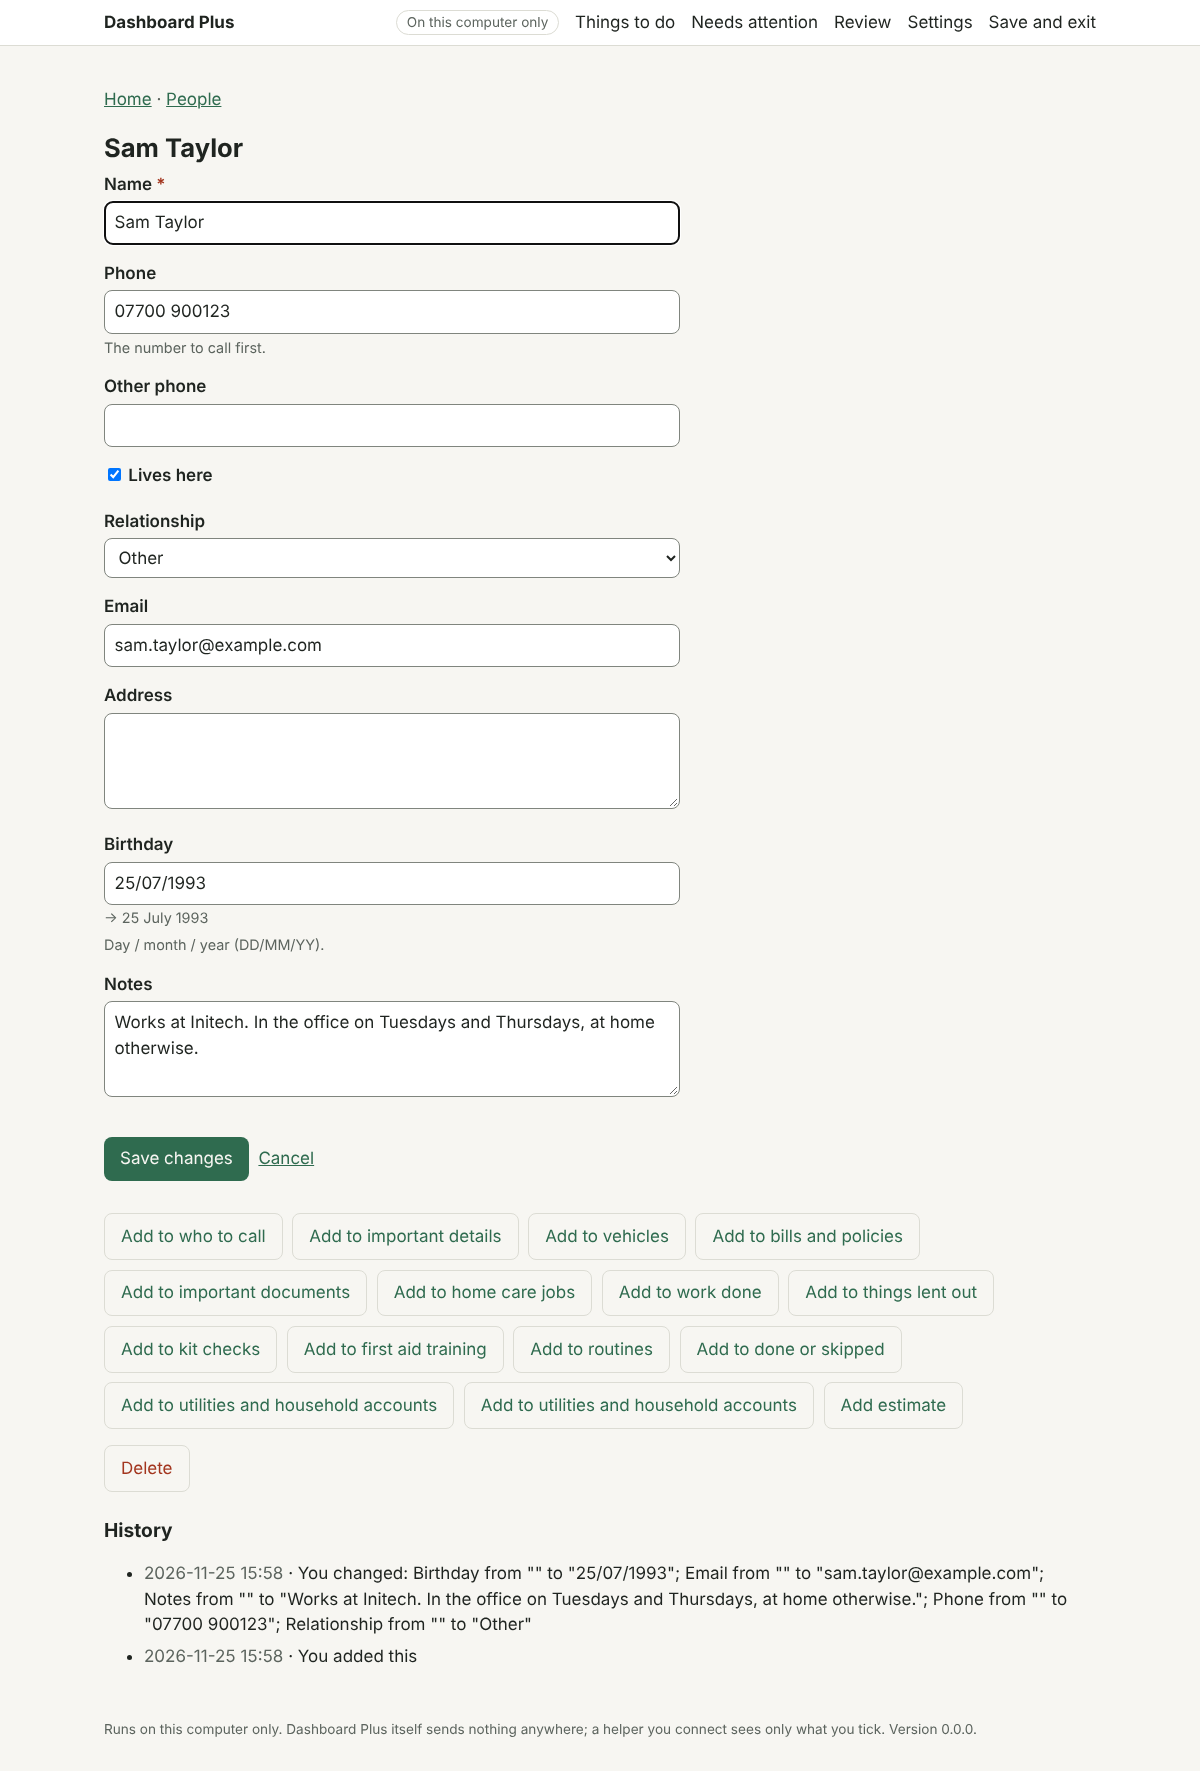 Dashboard Plus
On this computer only Things to do Needs attention Review Settings Save and exit
Home · People
Sam Taylor
Name *
Sam Taylor
Phone
07700 900123
The number to call first.
Other phone
Lives here
Relationship
Other
Email
sam.taylor@example.com
Address
Birthday
25/07/1993
→ 25 July 1993
Day / month / year (DD/MM/YY).
Notes
Works at Initech. In the office on Tuesdays and Thursdays, at home
otherwise.
Save changes Cancel
Add to who to call Add to important details Add to vehicles Add to bills and policies
Add to important documents Add to home care jobs Add to work done Add to things lent out
Add to kit checks Add to first aid training Add to routines Add to done or skipped
Add to utilities and household accounts Add to utilities and household accounts Add estimate
Delete
History
• 2026-11-25 15:58 · You changed: Birthday from "" to "25/07/1993"; Email from "" to "sam.taylor@example.com";
Notes from "" to "Works at Initech. In the office on Tuesdays and Thursdays, at home otherwise."; Phone from "" to
"07700 900123"; Relationship from "" to "Other"
• 2026-11-25 15:58 · You added this
Runs on this computer only. Dashboard Plus itself sends nothing anywhere; a helper you connect sees only what you tick. Version 0.0.0.